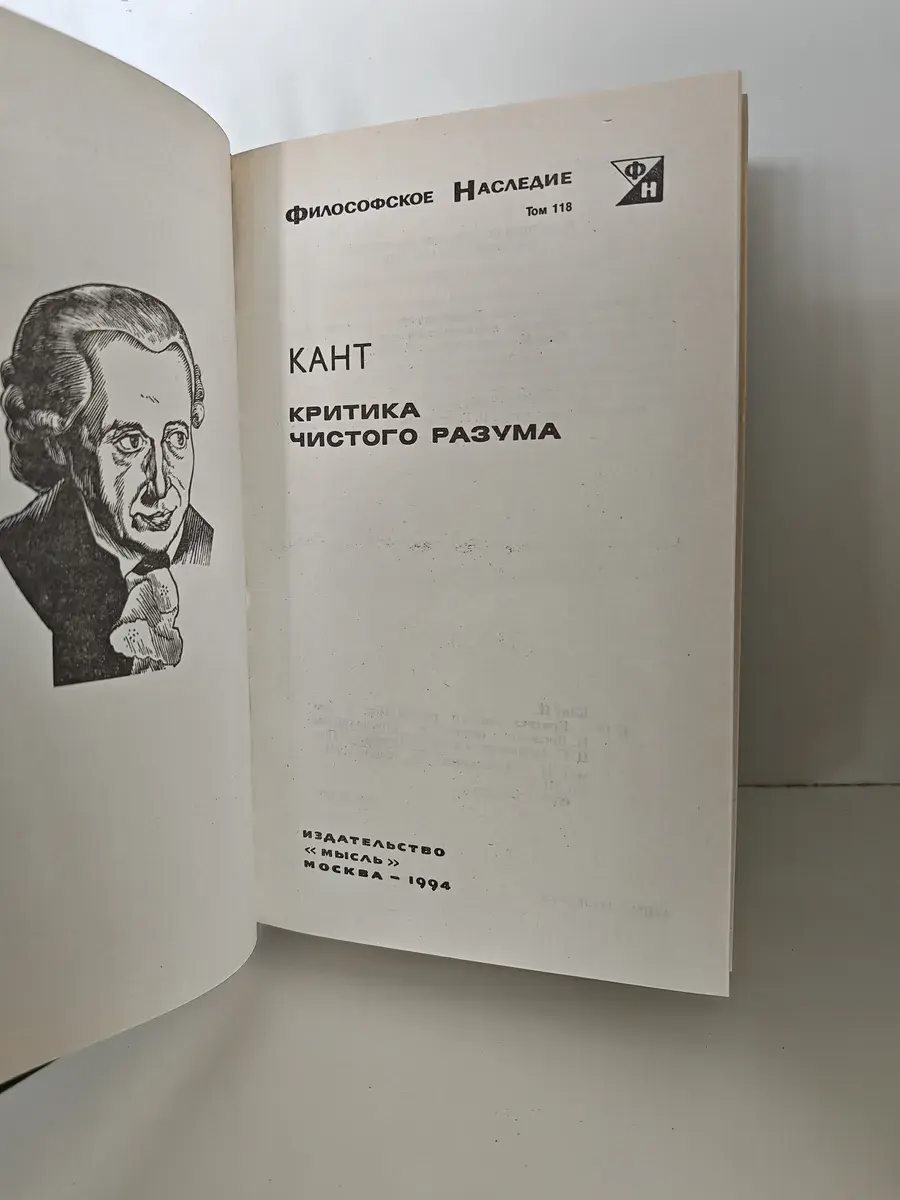 Философское Наследие
Том 118
ФН
КАНТ
КРИТИКА
ЧИСТОГО РАЗУМА
ИЗДАТЕЛЬСТВО
«МЫСЛЬ»
МОСКВА – 1994